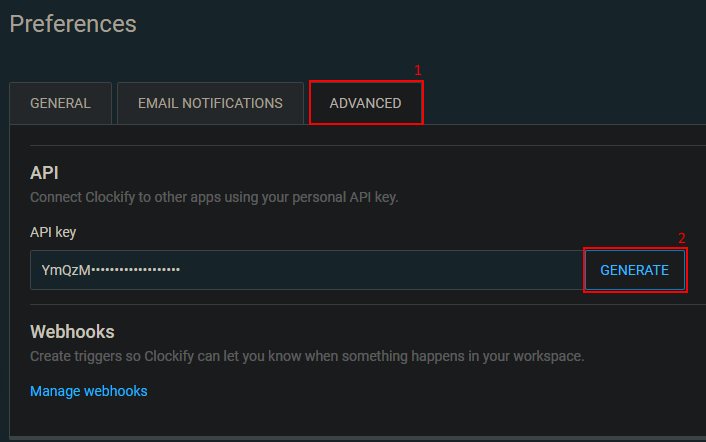 Preferences
1
GENERAL EMAIL NOTIFICATIONS ADVANCED
API
Connect Clockify to other apps using your personal API key.
API key
2
YmQzM••••••••••••••••••• GENERATE
Webhooks
Create triggers so Clockify can let you know when something happens in your workspace.
Manage webhooks